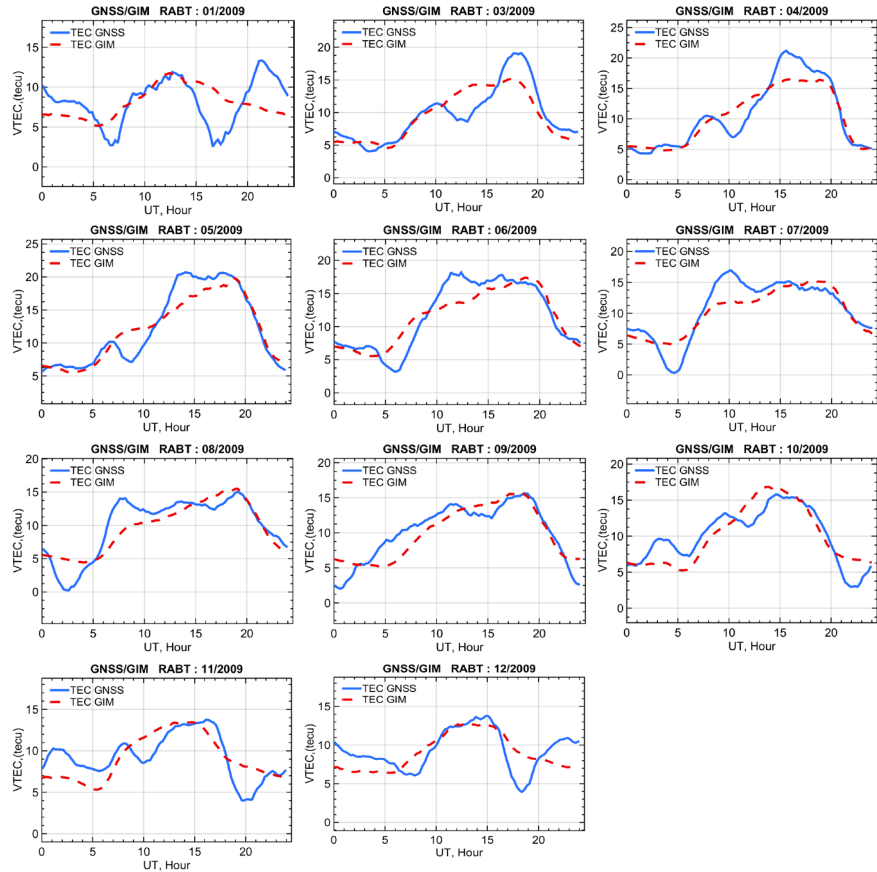 GNSS/GIM RABT : 01/2009
TEC GNSS
TEC GIM
VTEC,(tecu)
15
10
5
0
0 5 10 15 20
UT, Hour
GNSS/GIM RABT : 03/2009
TEC GNSS
TEC GIM
VTEC,(tecu)
20
15
10
5
0
0 5 10 15 20
UT, Hour
GNSS/GIM RABT : 04/2009
TEC GNSS
TEC GIM
VTEC,(tecu)
25
20
15
10
5
0
0 5 10 15 20
UT, Hour
GNSS/GIM RABT : 05/2009
TEC GNSS
TEC GIM
VTEC,(tecu)
25
20
15
10
5
0 5 10 15 20
UT, Hour
GNSS/GIM RABT : 06/2009
TEC GNSS
TEC GIM
VTEC,(tecu)
20
15
10
5
0
0 5 10 15 20
UT, Hour
GNSS/GIM RABT : 07/2009
TEC GNSS
TEC GIM
VTEC,(tecu)
20
15
10
5
0
0 5 10 15 20
UT, Hour
GNSS/GIM RABT : 08/2009
TEC GNSS
TEC GIM
VTEC,(tecu)
20
15
10
5
0
0 5 10 15 20
UT, Hour
GNSS/GIM RABT : 09/2009
TEC GNSS
TEC GIM
VTEC,(tecu)
20
15
10
5
0
0 5 10 15 20
UT, Hour
GNSS/GIM RABT : 10/2009
TEC GNSS
TEC GIM
VTEC,(tecu)
20
15
10
5
0
0 5 10 15 20
UT, Hour
GNSS/GIM RABT : 11/2009
TEC GNSS
TEC GIM
VTEC,(tecu)
15
10
5
0
0 5 10 15 20
UT, Hour
GNSS/GIM RABT : 12/2009
TEC GNSS
TEC GIM
VTEC,(tecu)
15
10
5
0
0 5 10 15 20
UT, Hour